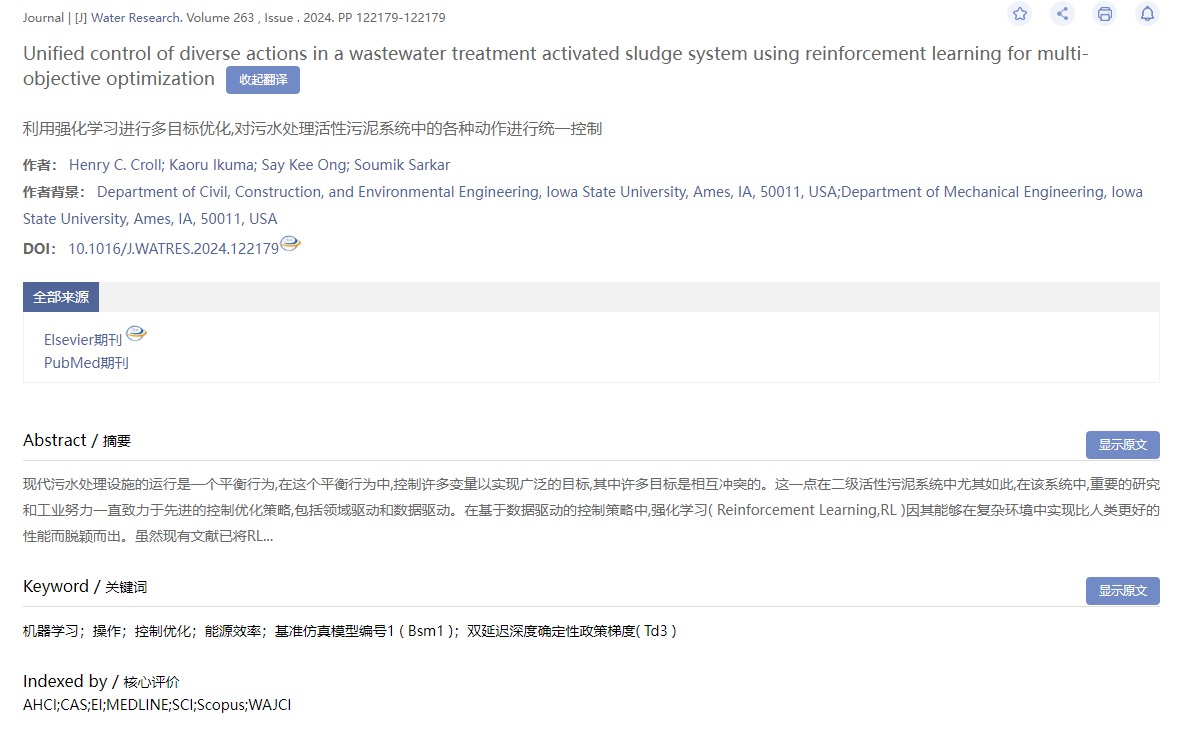 Journal | [J] Water Research. Volume 263 , Issue . 2024. PP 122179-122179
Unified control of diverse actions in a wastewater treatment activated sludge system using reinforcement learning for multi-
objective optimization 收起翻译
利用强化学习进行多目标优化,对污水处理活性污泥系统中的各种动作进行统一控制
作者： Henry C. Croll; Kaoru Ikuma; Say Kee Ong; Soumik Sarkar
作者背景： Department of Civil, Construction, and Environmental Engineering, Iowa State University, Ames, IA, 50011, USA;Department of Mechanical Engineering, Iowa
State University, Ames, IA, 50011, USA
DOI： 10.1016/J.WATRES.2024.122179
全部来源
Elsevier期刊
PubMed期刊
Abstract / 摘要 显示原文
现代污水处理设施的运行是一个平衡行为,在这个平衡行为中,控制许多变量以实现广泛的目标,其中许多目标是相互冲突的。这一点在二级活性污泥系统中尤其如此,在该系统中,重要的研究
和工业努力一直致力于先进的控制优化策略,包括领域驱动和数据驱动。在基于数据驱动的控制策略中,强化学习( Reinforcement Learning,RL )因其能够在复杂环境中实现比人类更好的
性能而脱颖而出。虽然现有文献已将RL...
Keyword / 关键词 显示原文
机器学习；操作；控制优化；能源效率；基准仿真模型编号1 ( Bsm1 )；双延迟深度确定性政策梯度( Td3 )
Indexed by / 核心评价
AHCI;CAS;EI;MEDLINE;SCI;Scopus;WAJCI